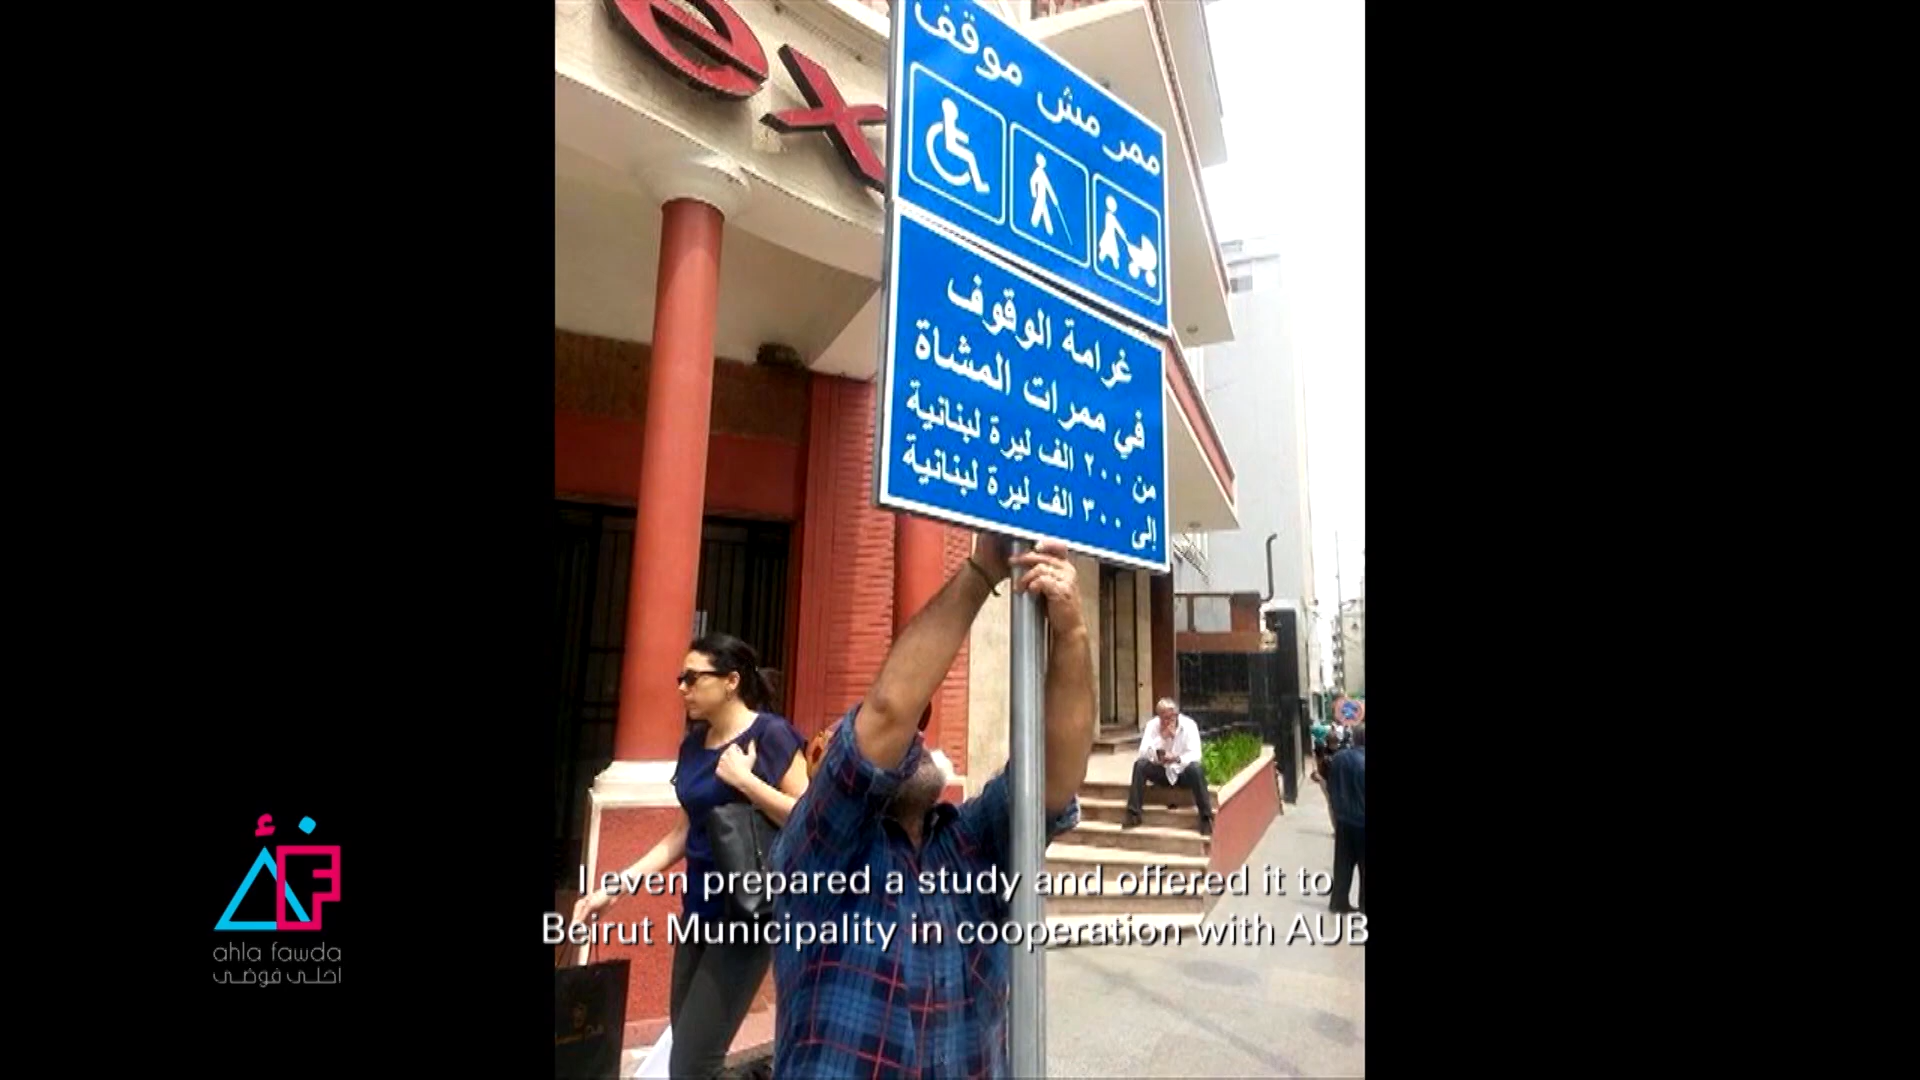 ex
ممر مش موقف
غرامة الوقوف
في ممرات المشاة
من ٢٠٠ الف ليرة لبنانية
إلى ٣٠٠ الف ليرة لبنانية
I even prepared a study and offered it to
Beirut Municipality in cooperation with AUB
ahla fawda
احلى فوضى